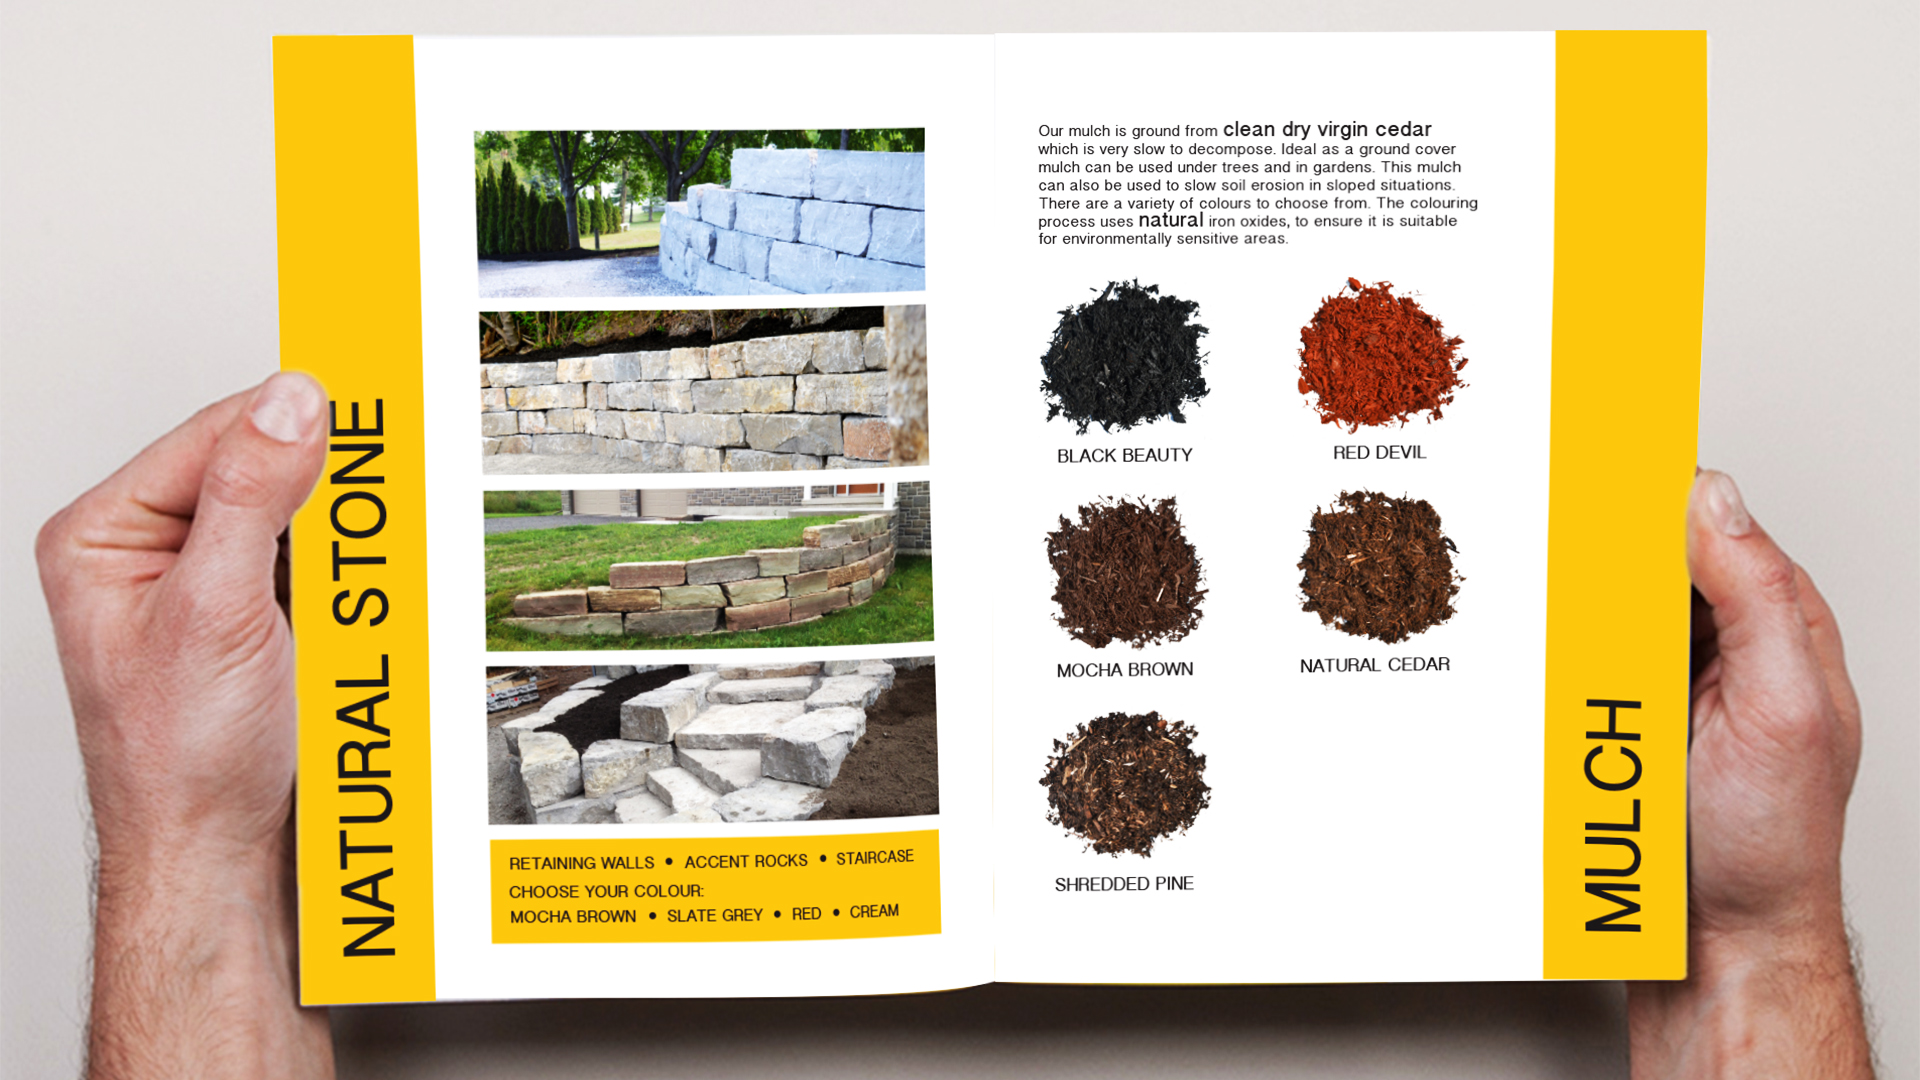 NATURAL STONE
RETAINING WALLS • ACCENT ROCKS • STAIRCASE
CHOOSE YOUR COLOUR:
MOCHA BROWN • SLATE GREY • RED • CREAM
Our mulch is ground from clean dry virgin cedar
which is very slow to decompose. Ideal as a ground cover
mulch can be used under trees and in gardens. This mulch
can also be used to slow soil erosion in sloped situations.
There are a variety of colours to choose from. The colouring
process uses natural iron oxides, to ensure it is suitable
for environmentally sensitive areas.
BLACK BEAUTY
RED DEVIL
MOCHA BROWN
NATURAL CEDAR
SHREDDED PINE
MULCH